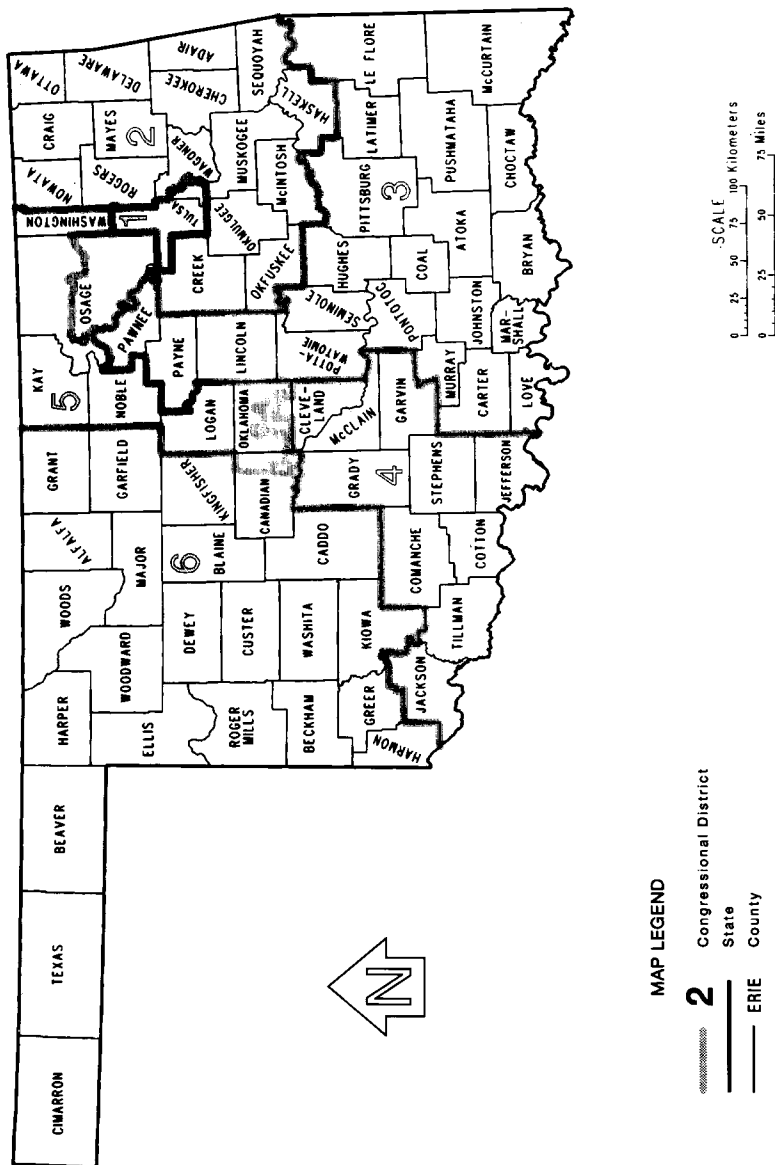 CIMARRON
TEXAS
BEAVER
HARPER
WOODS
ALFALFA
GRANT
KAY
5
OSAGE
WASHINGTON
NOWATA
CRAIG
OTTAWA
ELLIS
WOODWARD
MAJOR
GARFIELD
NOBLE
PAWNEE
1
TULSA
ROGERS
MAYES
2
DELAWARE
DEWEY
BLAINE
6
KINGFISHER
LOGAN
PAYNE
CREEK
WAGONER
CHEROKEE
ADAIR
ROGER
MILLS
CUSTER
CANADIAN
OKLAHOMA
LINCOLN
OKFUSKEE
OKMULGEE
MUSKOGEE
McINTOSH
SEQUOYAH
BECKHAM
WASHITA
CADDO
GRADY
4
CLEVE-
LAND
McCLAIN
POTTA-
WATOMIE
SEMINOLE
HUGHES
PITTSBURG
3
HASKELL
LATIMER
LE FLORE
HARMON
GREER
KIOWA
JACKSON
COMANCHE
STEPHENS
GARVIN
PONTOTOC
COAL
TILLMAN
COTTON
JEFFERSON
MURRAY
CARTER
LOVE
JOHNSTON
MAR-
SHALL
ATOKA
BRYAN
PUSHMATAHA
CHOCTAW
McCURTAIN
N
MAP LEGEND
2 Congressional District
State
ERIE County
SCALE
0 25 50 75 100 Kilometers
0 25 50 75 Miles